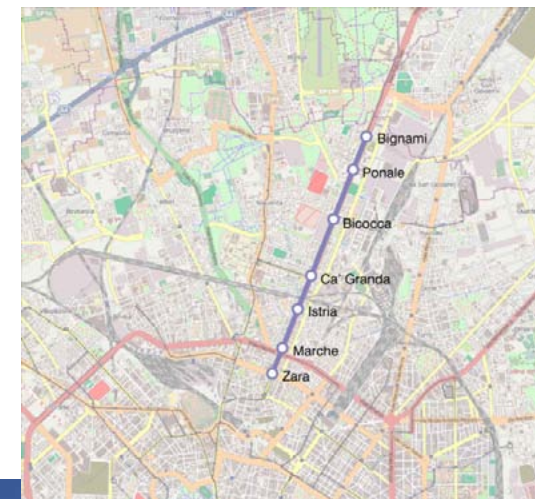 Bignami
Ponale
Bicocca
Ca' Granda
Istria
Marche
Zara